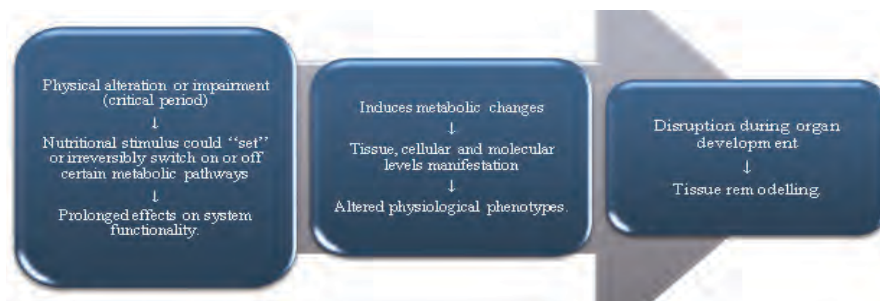 Physical alteration or impairment
(critical period)
↓
Nutritional stimulus could “set”
or irreversibly switch on or off
certain metabolic pathways
↓
Prolonged effects on system
functionality.
Induces metabolic changes
↓
Tissue, cellular and molecular
levels manifestation
↓
Altered physiological phenotypes.
Disruption during organ
development
↓
Tissue rem odelling.